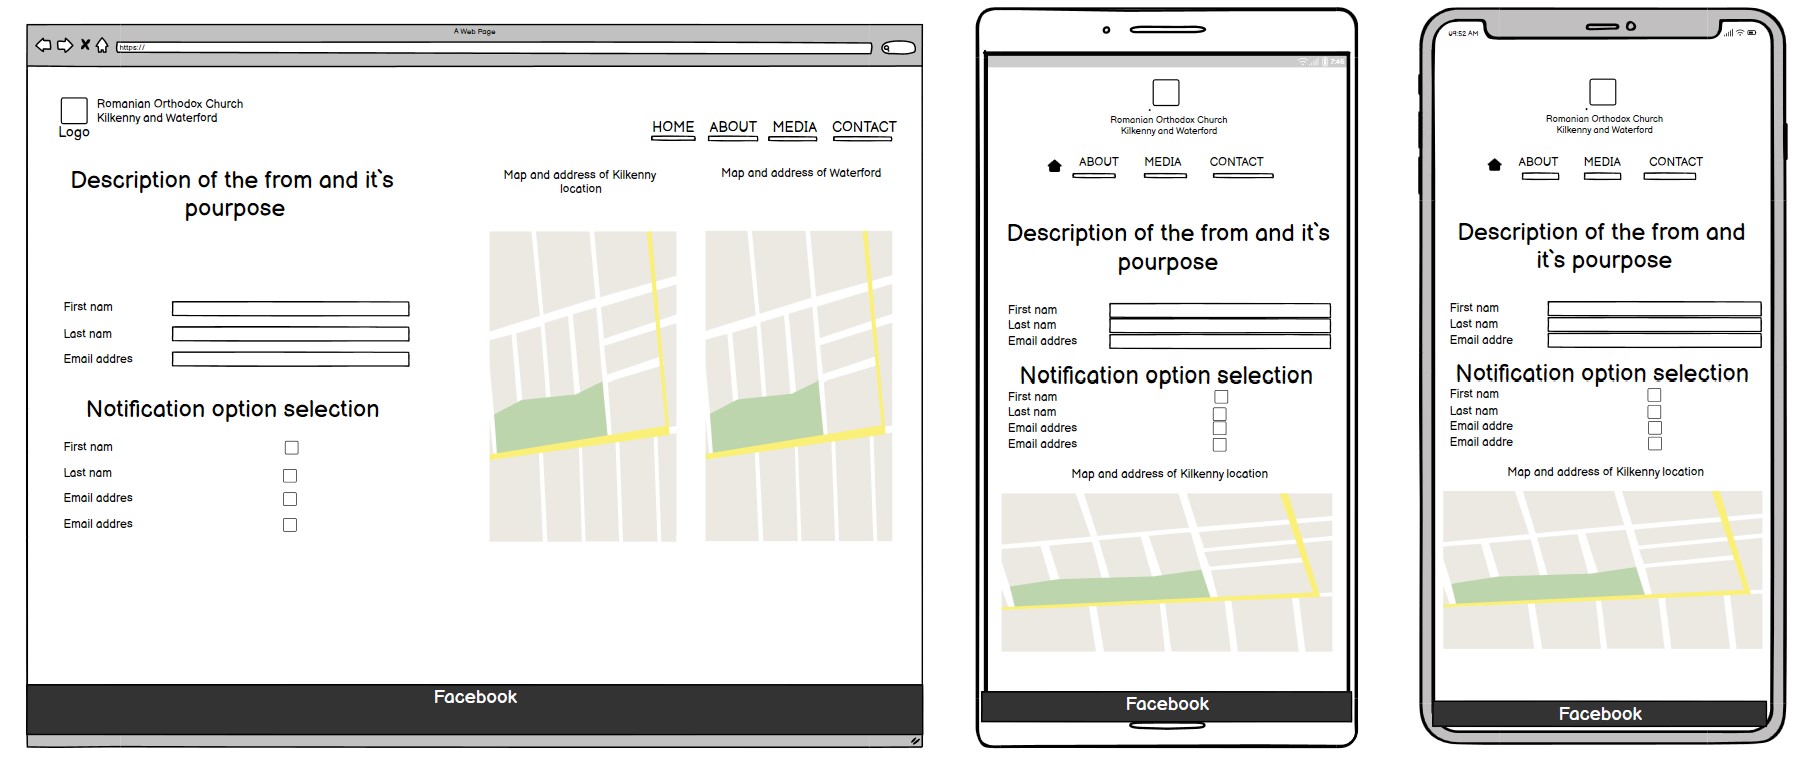 A Web Page
https://
Romanian Orthodox Church
Kilkenny and Waterford
Logo
HOME ABOUT MEDIA CONTACT
Description of the from and it`s
pourpose
Map and address of Kilkenny
location
Map and address of Waterford
First nam
Last nam
Email addres
Notification option selection
First nam
Last nam
Email addres
Email addres
Facebook
7:46
Romanian Orthodox Church
Kilkenny and Waterford
ABOUT MEDIA CONTACT
Description of the from and it`s
pourpose
First nam
Last nam
Email addres
Notification option selection
First nam
Last nam
Email addres
Email addres
Map and address of Kilkenny location
Facebook
09:52 AM
Romanian Orthodox Church
Kilkenny and Waterford
ABOUT MEDIA CONTACT
Description of the from and
it`s pourpose
First nam
Last nam
Email addre
Notification option selection
First nam
Last nam
Email addre
Email addre
Map and address of Kilkenny location
Facebook